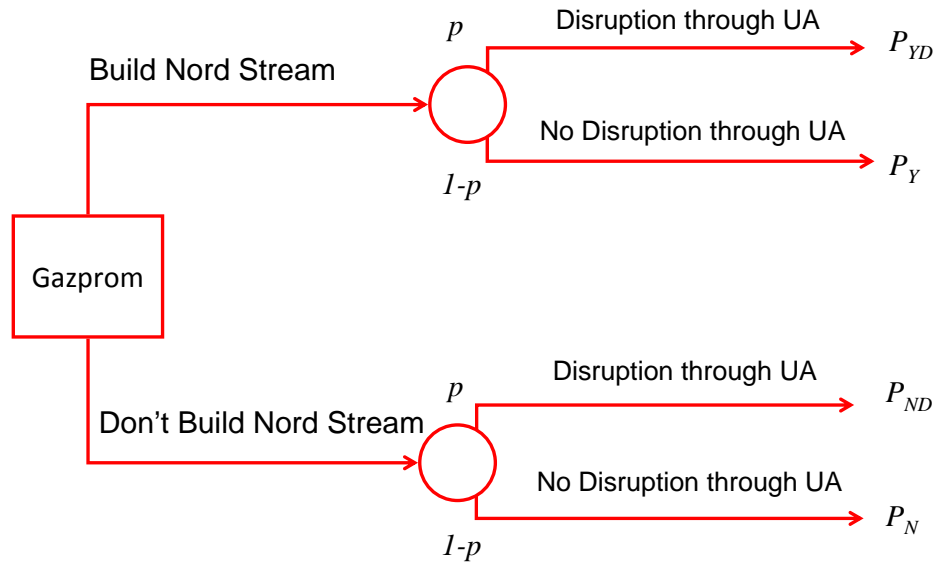 p
Disruption through UA
P_YD
Build Nord Stream
No Disruption through UA
P_Y
1-p
Gazprom
Disruption through UA
p
P_ND
Don’t Build Nord Stream
No Disruption through UA
P_N
1-p